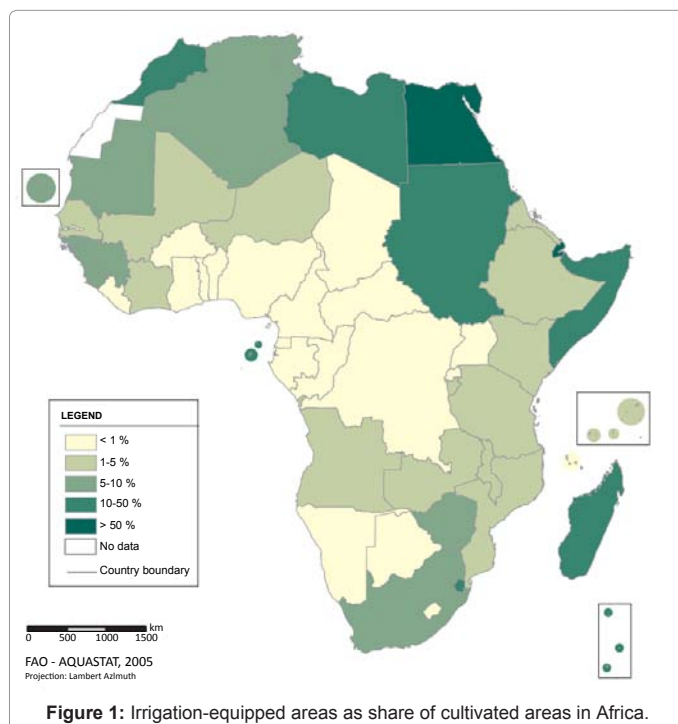 LEGEND
< 1 %
1-5 %
5-10 %
10-50 %
> 50 %
No data
Country boundary
km
0 500 1000 1500
FAO - AQUASTAT, 2005
Projection: Lambert Azlmuth
Figure 1: Irrigation-equipped areas as share of cultivated areas in Africa.